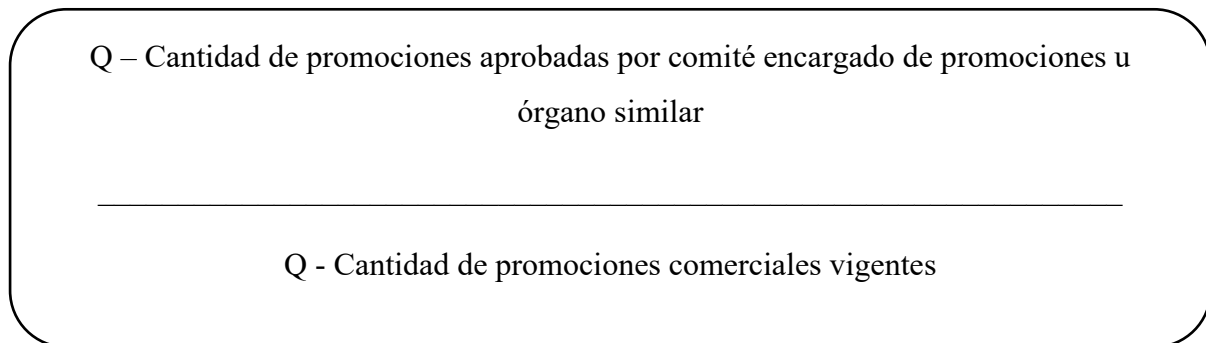 Q – Cantidad de promociones aprobadas por comité encargado de promociones u
órgano similar
Q - Cantidad de promociones comerciales vigentes